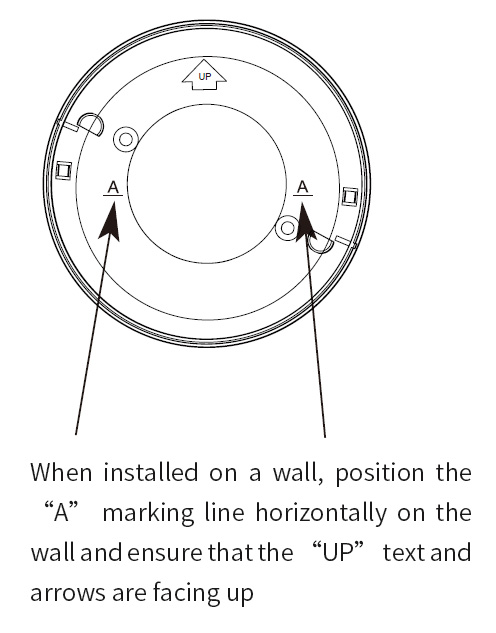 UP
A A
When installed on a wall, position the
“A” marking line horizontally on the
wall and ensure that the “UP” text and
arrows are facing up